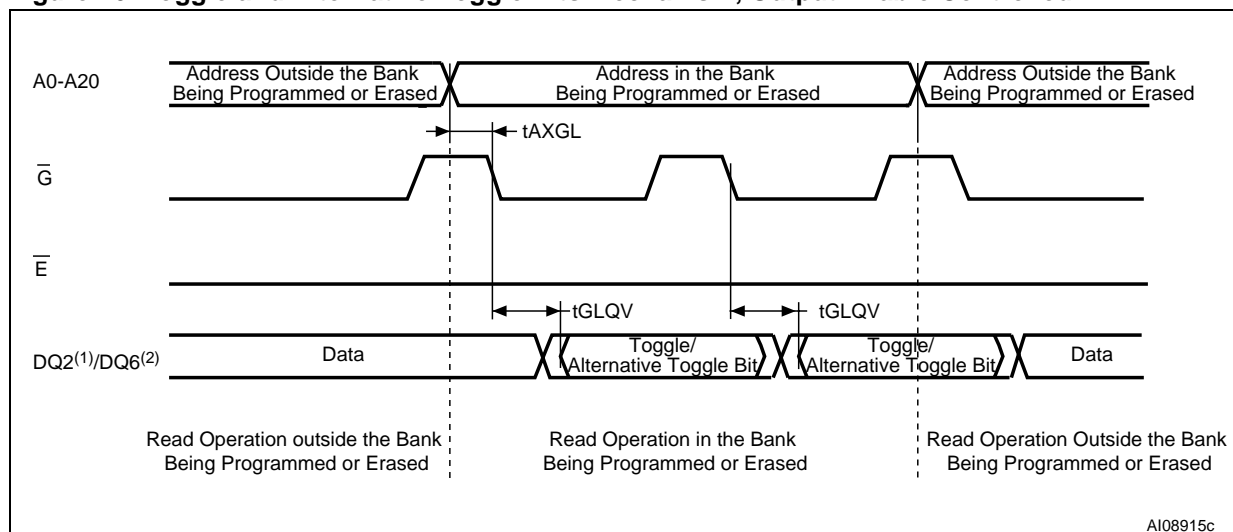 A0-A20
Address Outside the Bank
Being Programmed or Erased
Address in the Bank
Being Programmed or Erased
Address Outside the Bank
Being Programmed or Erased
tAXGL
G
E
tGLQV
tGLQV
DQ2(1)/DQ6(2)
Data
Toggle/
Alternative Toggle Bit
Toggle/
Alternative Toggle Bit
Data
Read Operation outside the Bank
Being Programmed or Erased
Read Operation in the Bank
Being Programmed or Erased
Read Operation Outside the Bank
Being Programmed or Erased
AI08915c